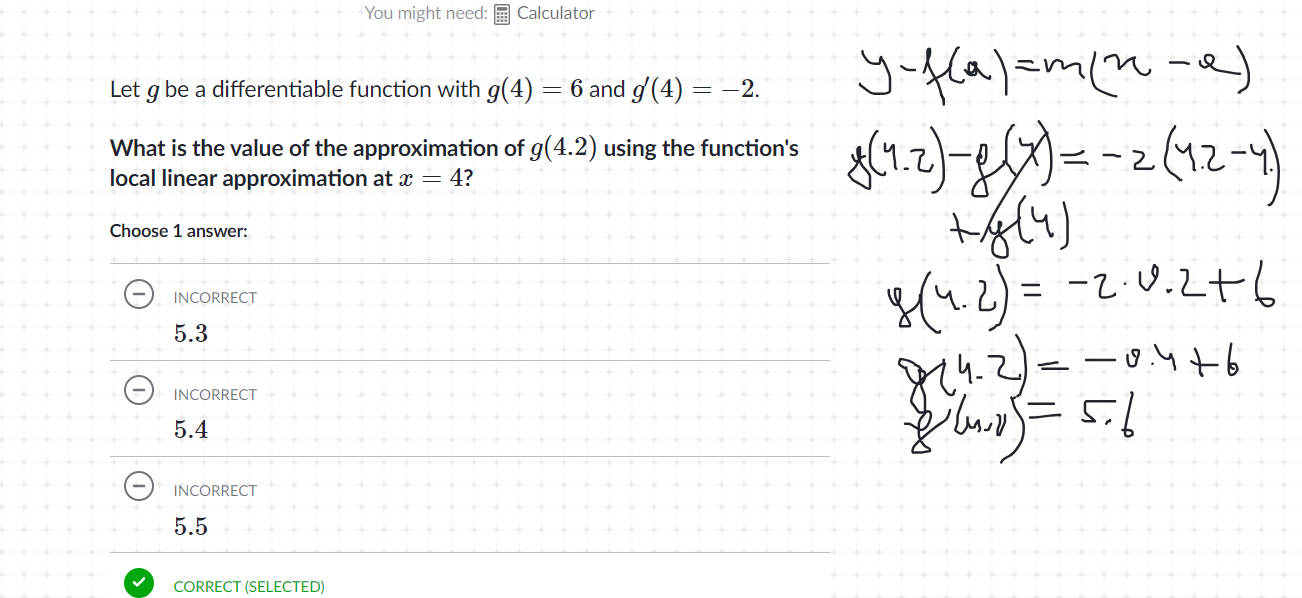 You might need: Calculator
Let g be a differentiable function with g(4) = 6 and g′(4) = −2.
What is the value of the approximation of g(4.2) using the function's
local linear approximation at x = 4?
Choose 1 answer:
INCORRECT
5.3
INCORRECT
5.4
INCORRECT
5.5
CORRECT (SELECTED)
y-f(a)=m(x-a)
g(4.2)-g(4)=-2(4.2-4)
+g(4)
g(4.2)=-2·0.2+6
g(4.2)=-0.4+6
=5.6